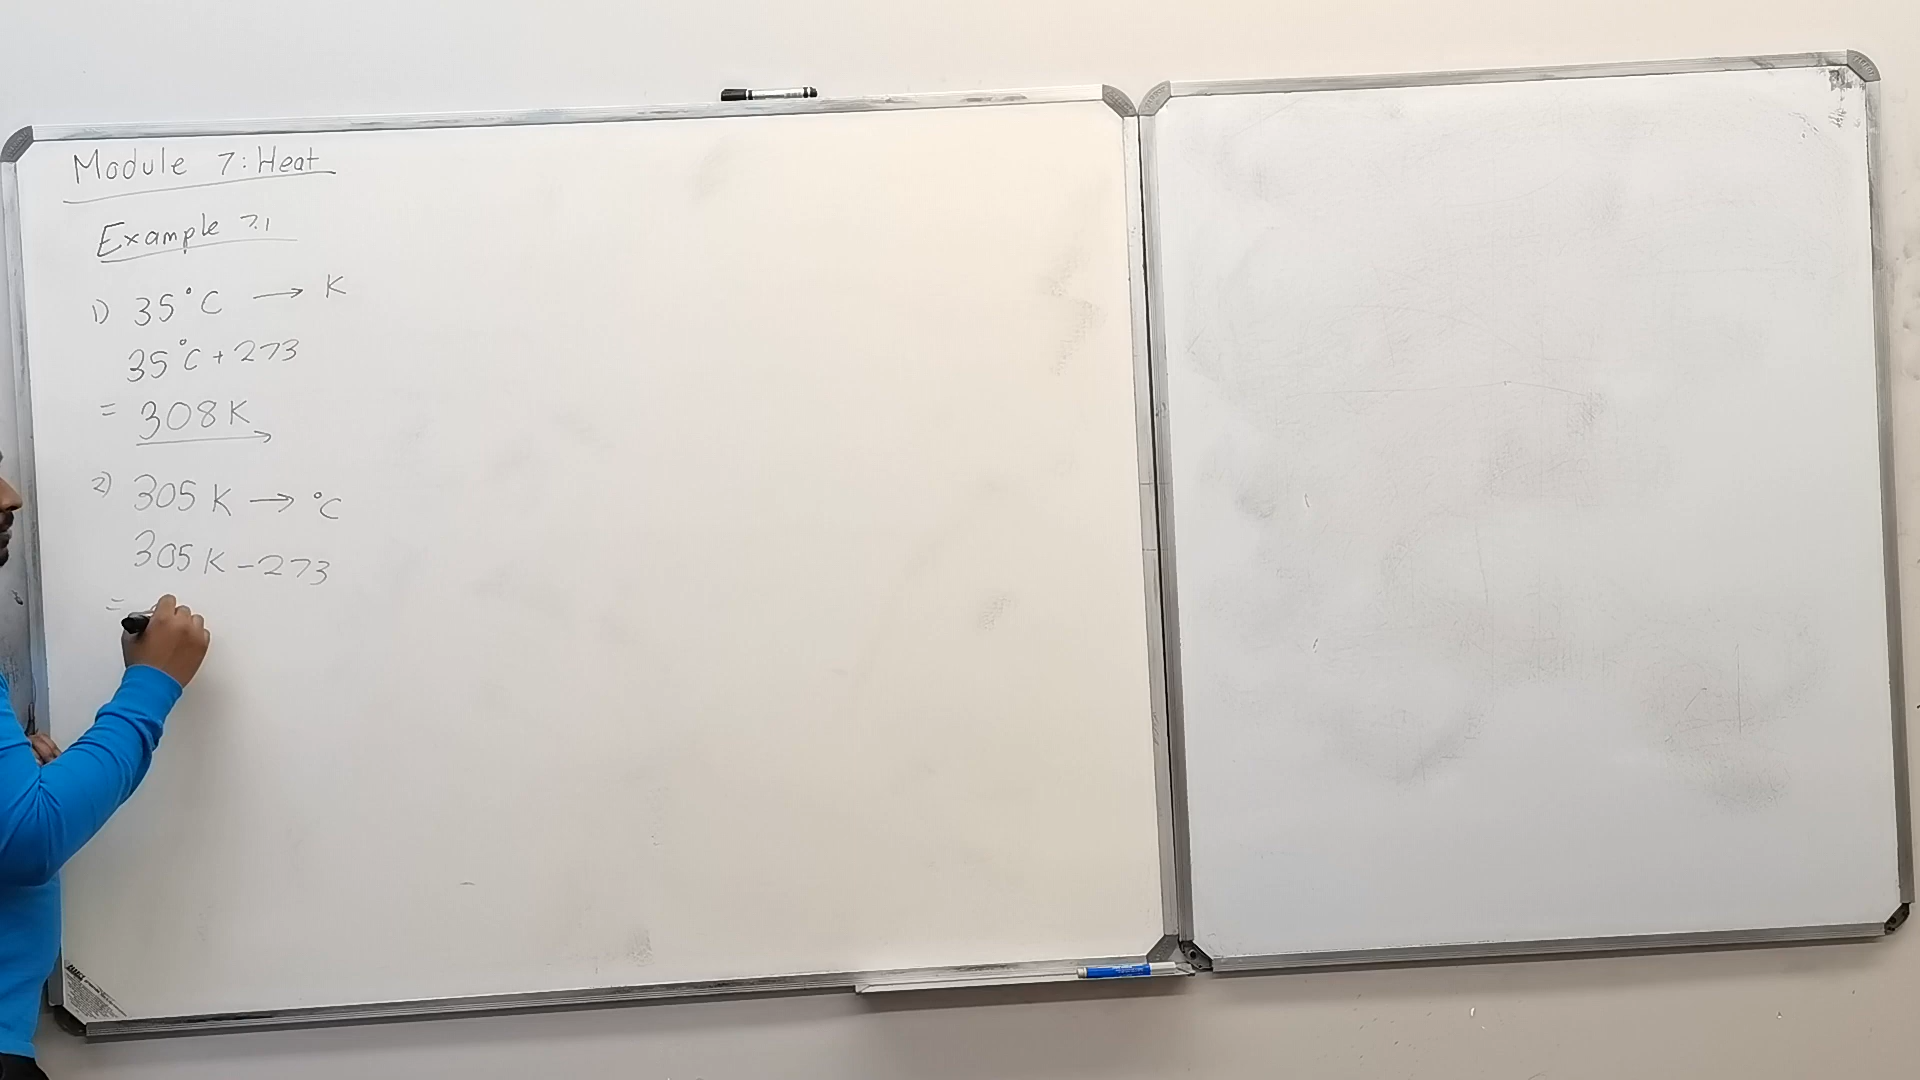 Module 7: Heat
Example 7.1
1) 35°C → K
35°C + 273
= 308 K
2) 305 K → °C
305 K - 273
=